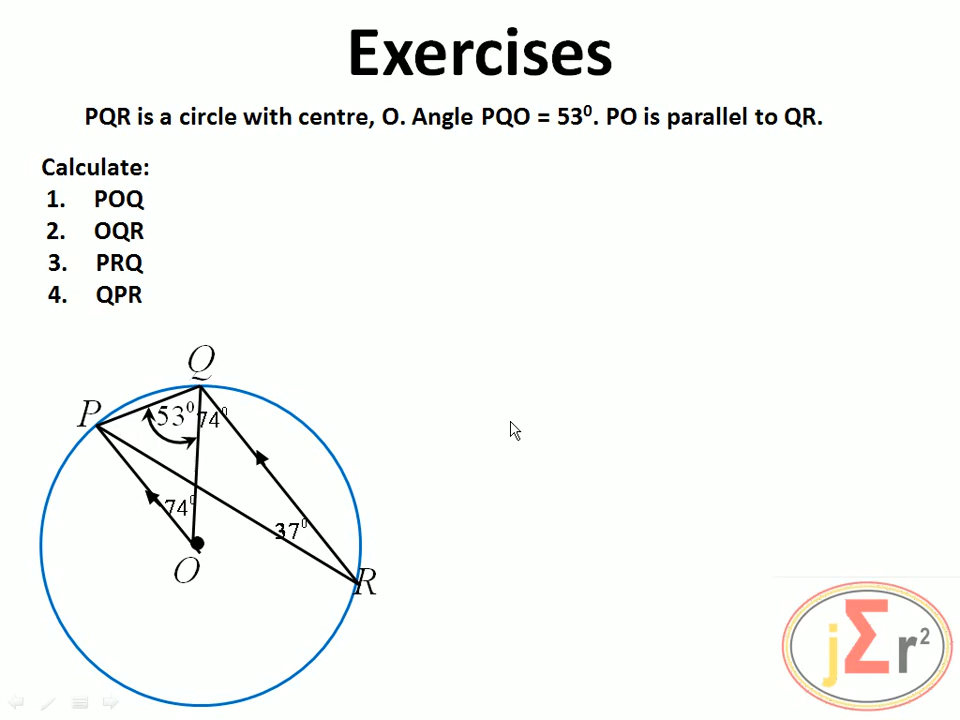 Exercises
PQR is a circle with centre, O. Angle PQO = 53⁰. PO is parallel to QR.
Calculate:
1. POQ
2. OQR
3. PRQ
4. QPR
Q
P
53⁰ 74⁰
74⁰
37⁰
O
R
jΣr²